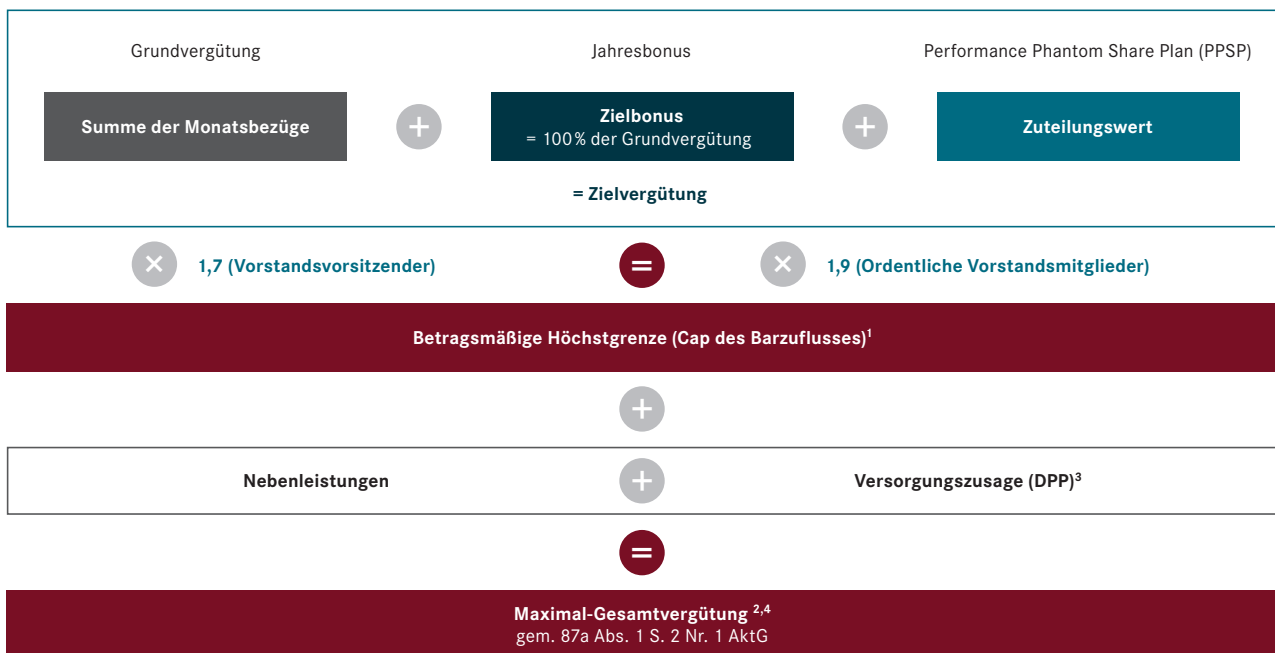 Grundvergütung
Jahresbonus
Performance Phantom Share Plan (PPSP)
Summe der Monatsbezüge
+
Zielbonus
= 100 % der Grundvergütung
+
Zuteilungswert
= Zielvergütung
×
1,7 (Vorstandsvorsitzender)
=
×
1,9 (Ordentliche Vorstandsmitglieder)
Betragsmäßige Höchstgrenze (Cap des Barzuflusses)¹
+
Nebenleistungen
+
Versorgungszusage (DPP)³
=
Maximal-Gesamtvergütung ²,⁴
gem. 87a Abs. 1 S. 2 Nr. 1 AktG